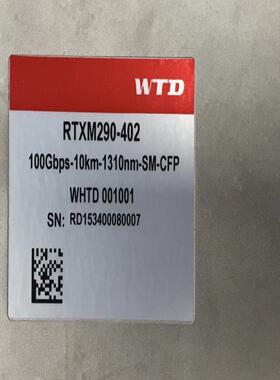 WTD
RTXM290-402
100Gbps-10km-1310nm-SM-CFP
WHTD 001001
SN: RD153400080007